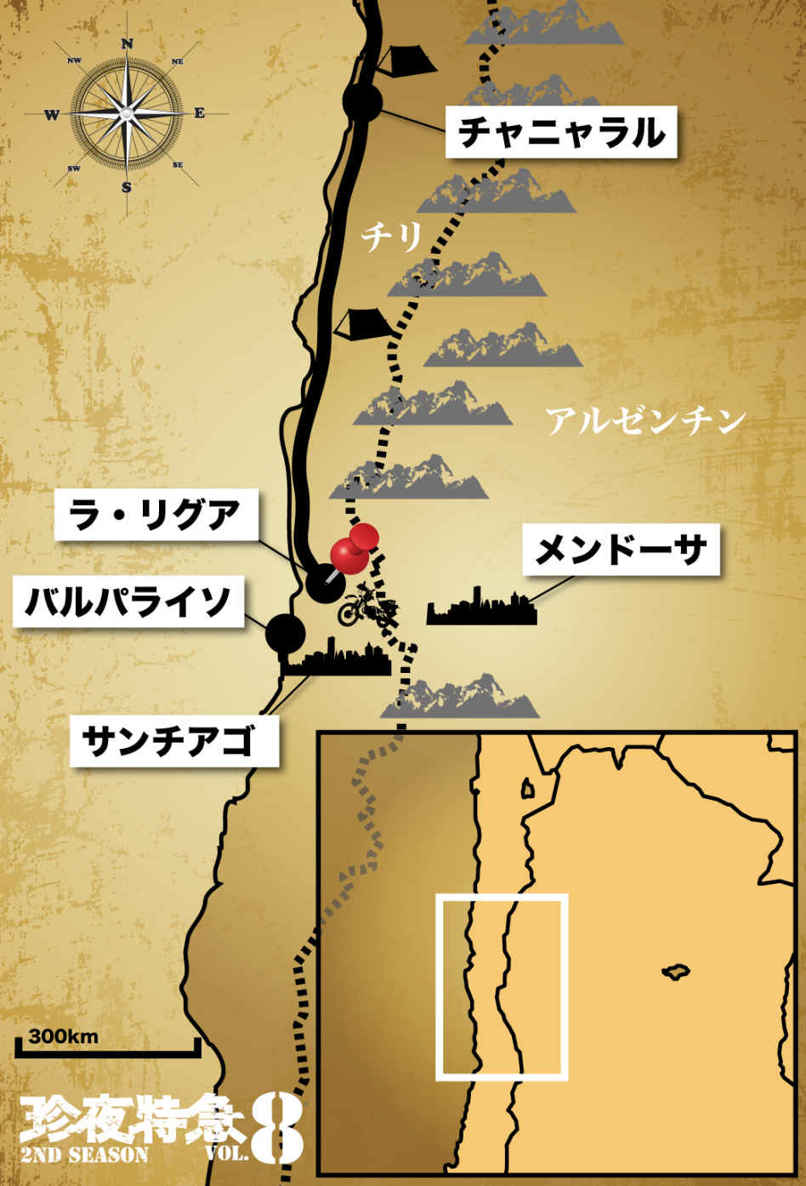 N
NW
NE
W
E
SW
SE
S
チャニャラル
チリ
アルゼンチン
ラ・リグア
メンドーサ
バルパライソ
サンチアゴ
300km
珍夜特急8
2ND SEASON VOL.